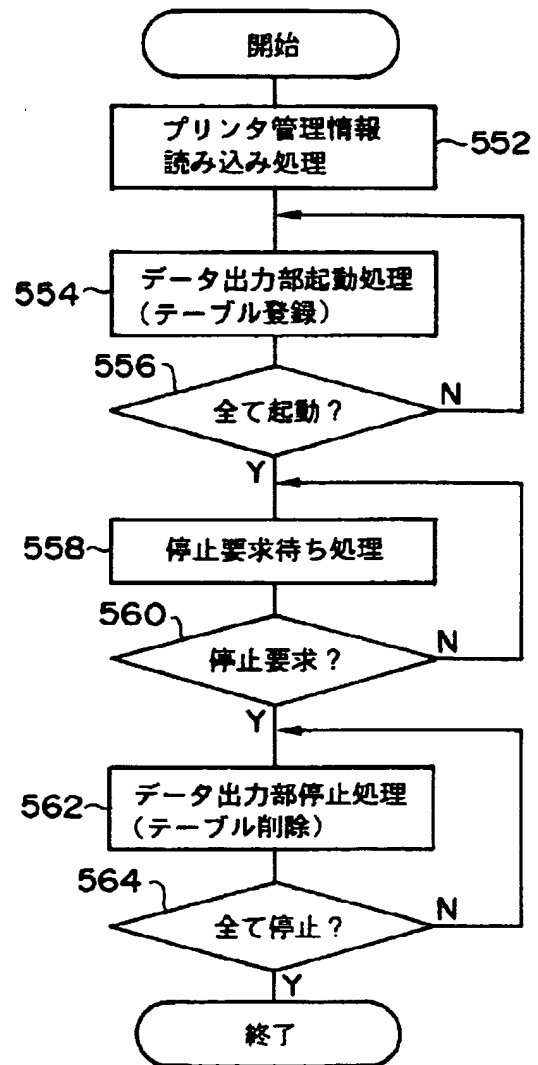 開始
プリンタ管理情報
読み込み処理
552
554
データ出力部起動処理
(テーブル登録)
556
全て起動?
N
Y
558
停止要求待ち処理
560
停止要求?
N
Y
562
データ出力部停止処理
(テーブル削除)
564
全て停止?
N
Y
終了